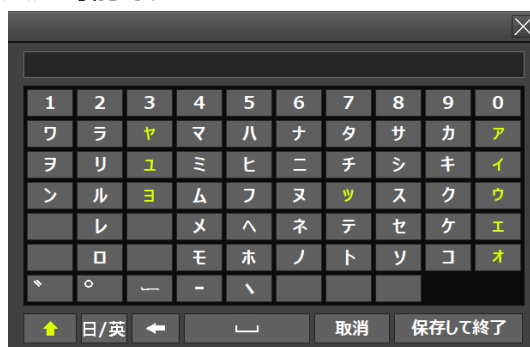 1 2 3 4 5 6 7 8 9 0
ワ ラ ヤ マ ハ ナ タ サ カ ア
ヲ リ ユ ミ ヒ ニ チ シ キ イ
ン ル ヨ ム フ ヌ ツ ス ク ウ
レ メ ヘ ネ テ セ ケ エ
ロ モ ホ ノ ト ソ コ オ
゛ ゜ ー - 、
日/英 取消 保存して終了